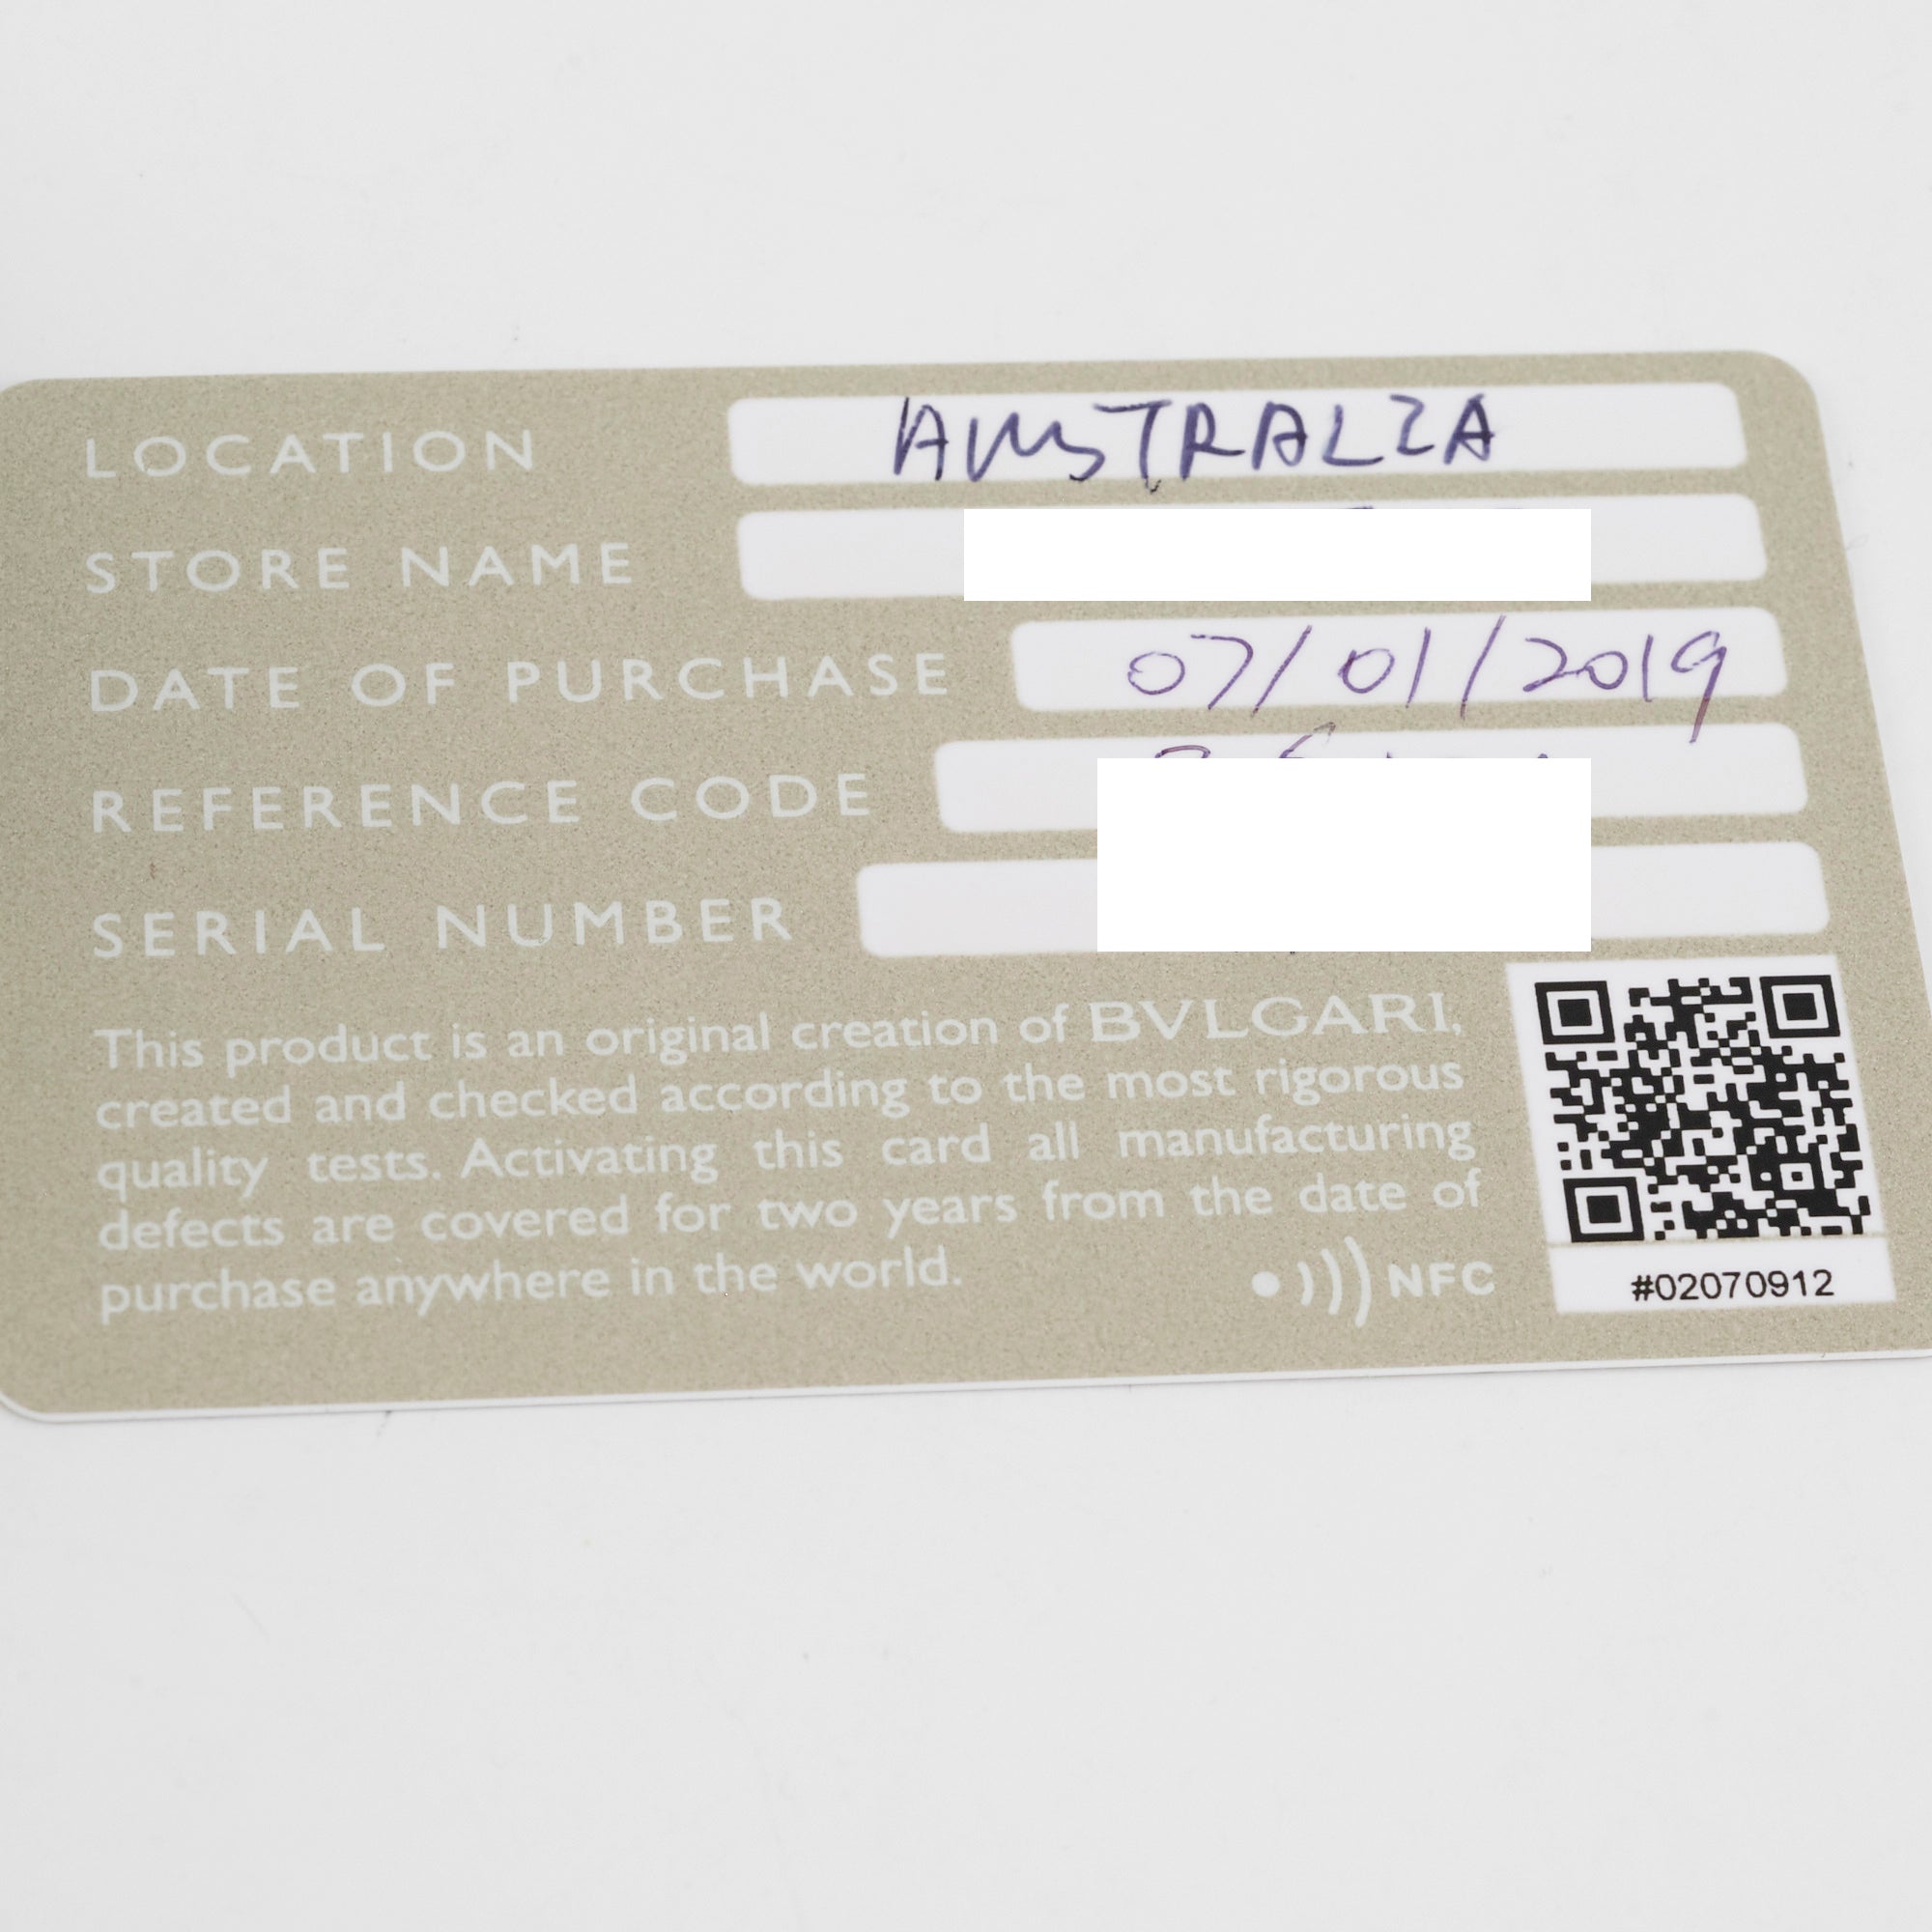 LOCATION AUSTRALIA
STORE NAME
DATE OF PURCHASE 07/01/2019
REFERENCE CODE
SERIAL NUMBER
This product is an original creation of BVLGARI,
created and checked according to the most rigorous
quality tests. Activating this card all manufacturing
defects are covered for two years from the date of
purchase anywhere in the world.
NFC
#02070912